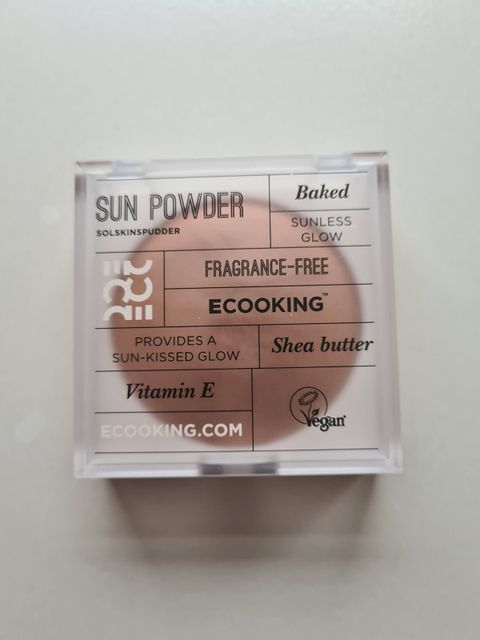 SUN POWDER
SOLSKINSPUDDER
Baked
SUNLESS
GLOW
FRAGRANCE-FREE
ECOOKING™
PROVIDES A
SUN-KISSED GLOW
Shea butter
Vitamin E
Vegan
ECOOKING.COM